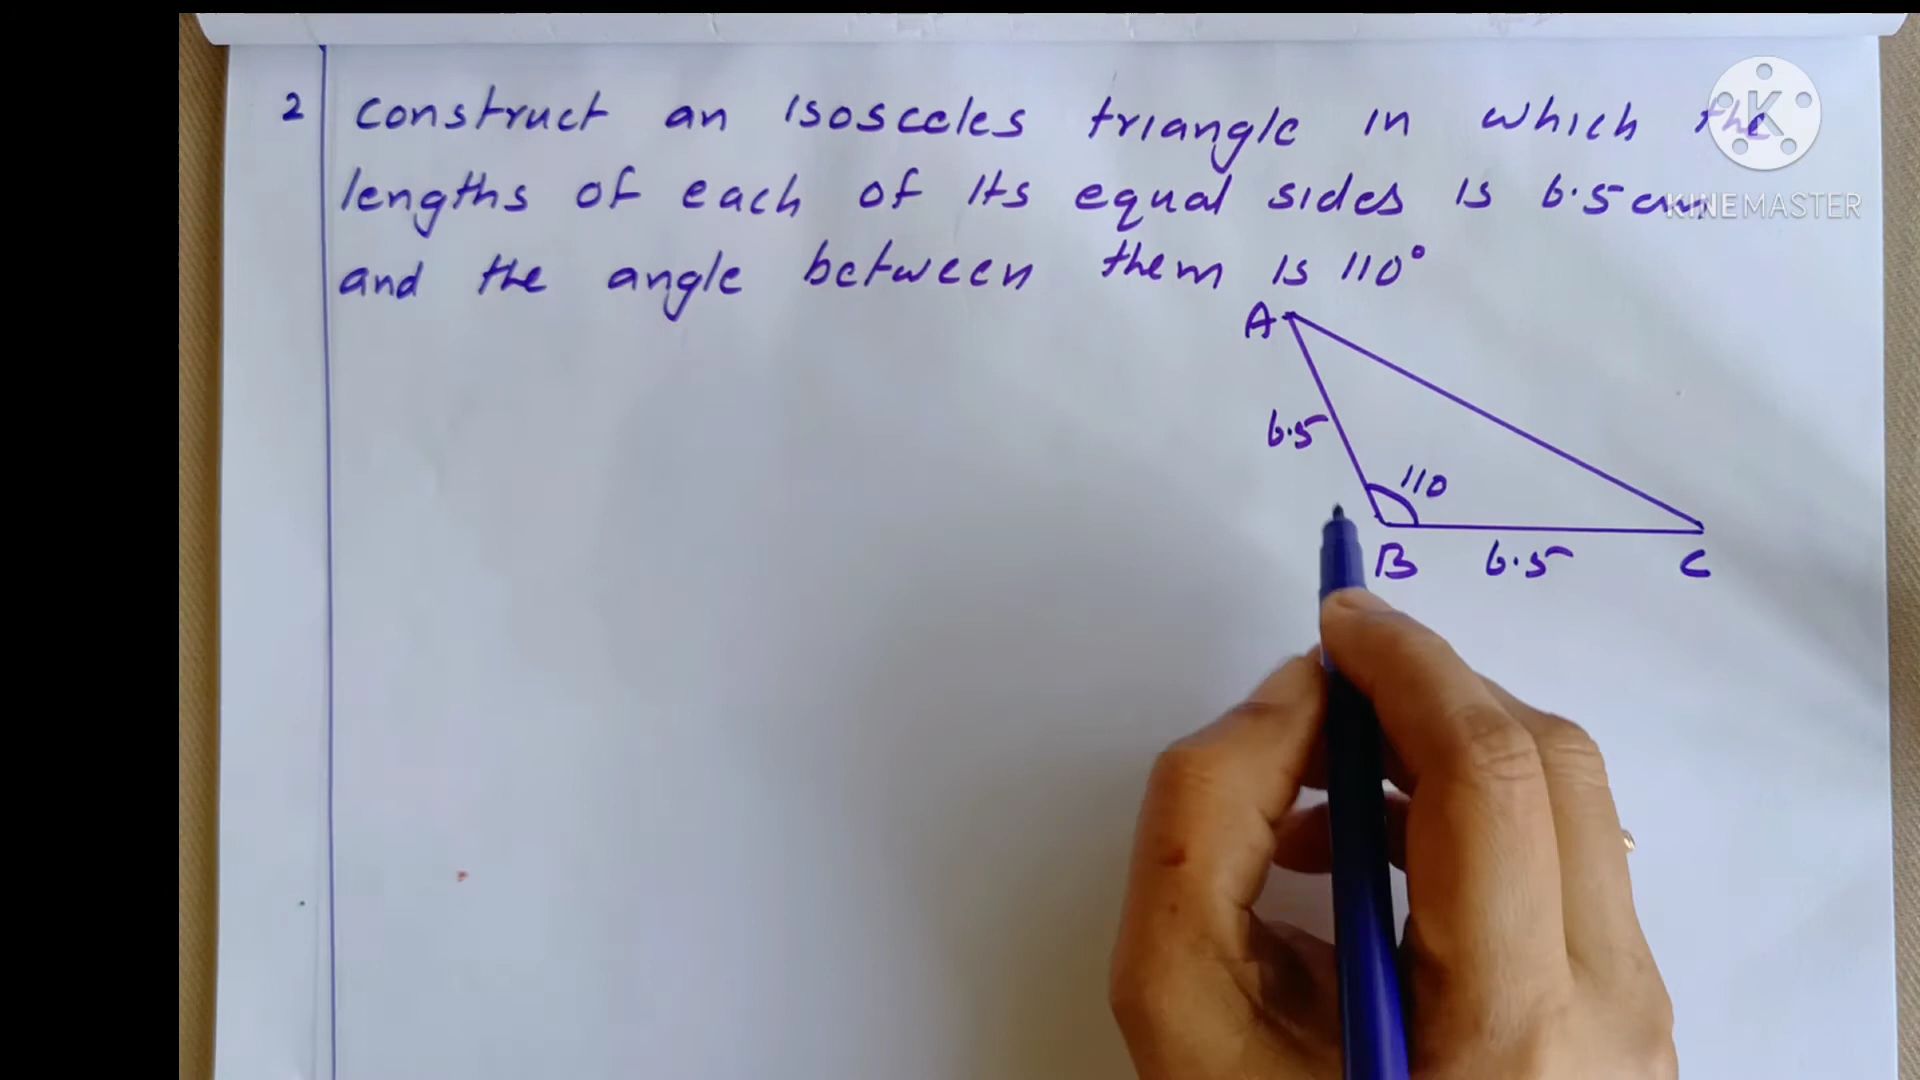 2 construct an isosceles triangle in which the
lengths of each of its equal sides is 6.5 cm
and the angle between them is 110°
A
6.5
110
B 6.5 C
K
KINEMASTER